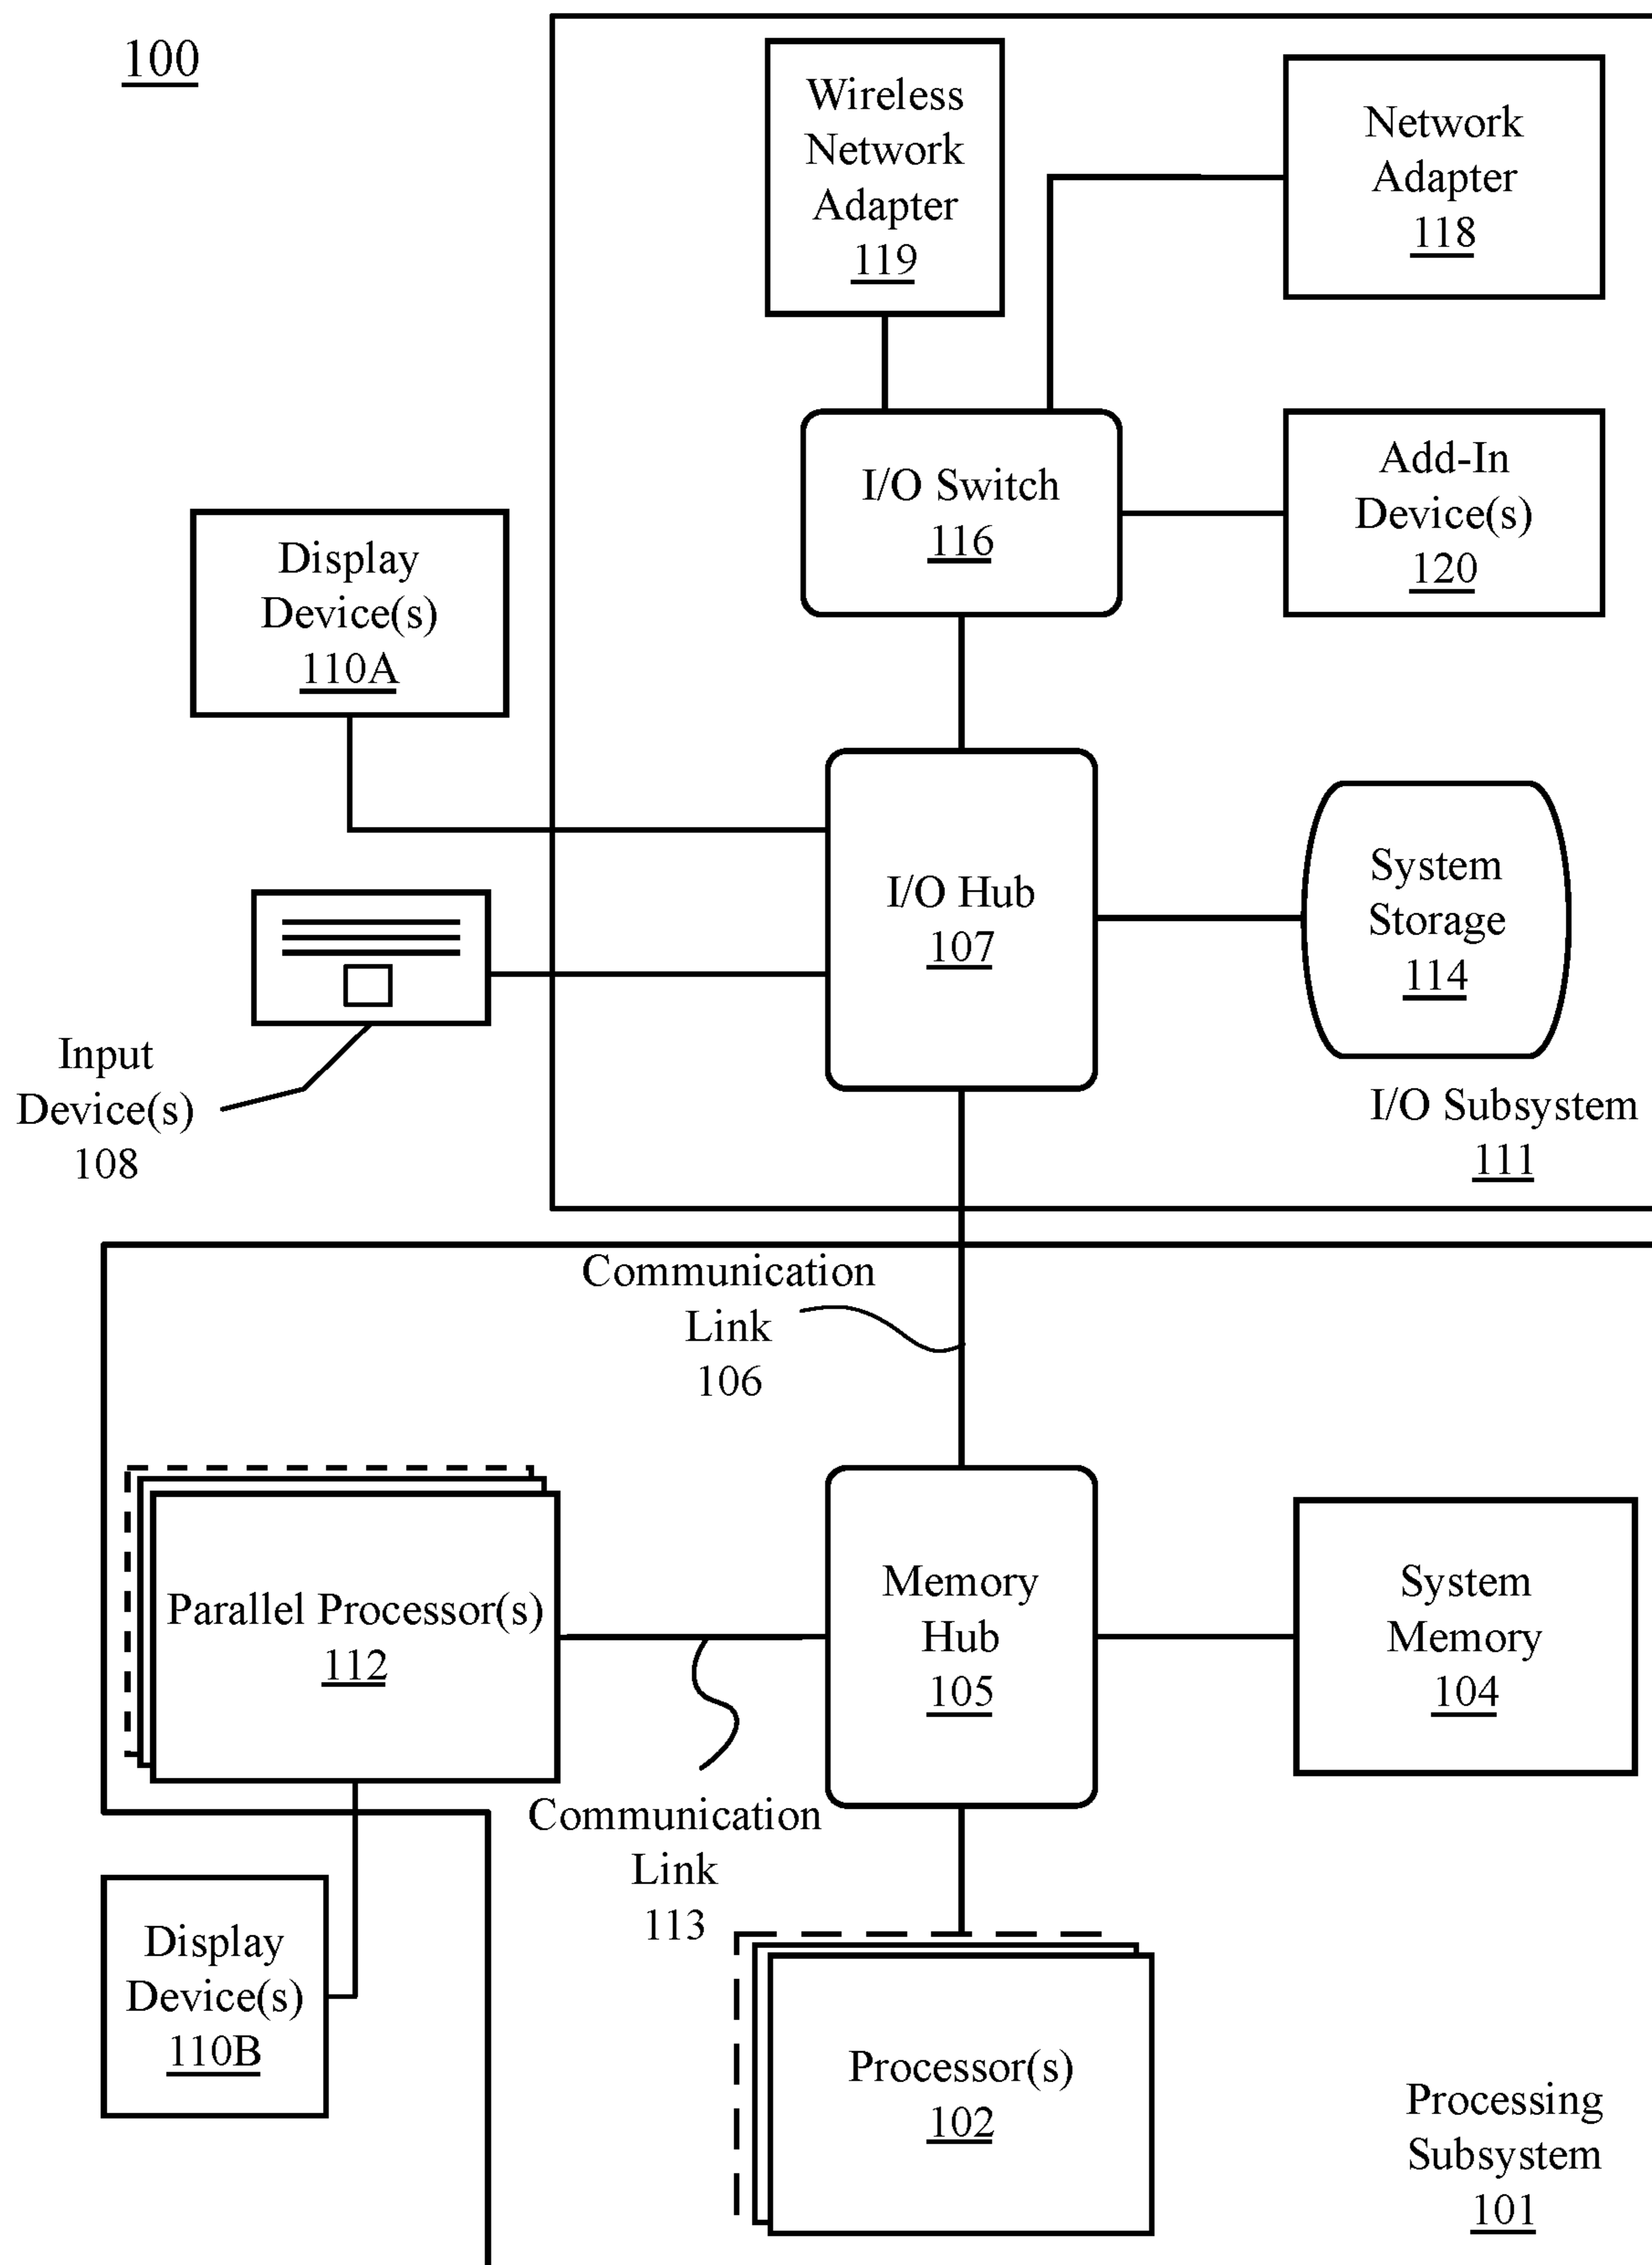 100
Wireless
Network
Adapter
119
Network
Adapter
118
I/O Switch
116
Add-In
Device(s)
120
Display
Device(s)
110A
I/O Hub
107
System
Storage
114
Input
Device(s)
108
I/O Subsystem
111
Communication
Link
106
Parallel Processor(s)
112
Memory
Hub
105
System
Memory
104
Communication
Link
113
Display
Device(s)
110B
Processor(s)
102
Processing
Subsystem
101